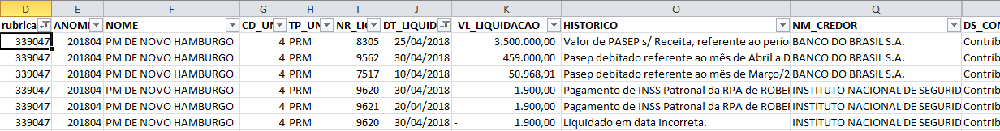 D E F G H I J K O Q
rubrica ANOME NOME CD_UN TP_UN NR_LI DT_LIQUID VL_LIQUIDACAO HISTORICO NM_CREDOR DS_CON
339047 201804 PM DE NOVO HAMBURGO 4 PRM 8305 25/04/2018 3.500.000,00 Valor de PASEP s/ Receita, referente ao perío BANCO DO BRASIL S.A. Contrib
339047 201804 PM DE NOVO HAMBURGO 4 PRM 9562 30/04/2018 459.000,00 Pasep debitado referente ao mês de Abril a D BANCO DO BRASIL S.A. Contrib
339047 201804 PM DE NOVO HAMBURGO 4 PRM 7517 10/04/2018 50.968,91 Pasep debitado referente ao mês de Março/2 BANCO DO BRASIL S.A. Contrib
339047 201804 PM DE NOVO HAMBURGO 4 PRM 9620 30/04/2018 1.900,00 Pagamento de INSS Patronal da RPA de ROBER INSTITUTO NACIONAL DE SEGURID Contrib
339047 201804 PM DE NOVO HAMBURGO 4 PRM 9621 20/04/2018 1.900,00 Pagamento de INSS Patronal da RPA de ROBER INSTITUTO NACIONAL DE SEGURID Contrib
339047 201804 PM DE NOVO HAMBURGO 4 PRM 9620 30/04/2018 - 1.900,00 Liquidado em data incorreta. INSTITUTO NACIONAL DE SEGURID Contrib